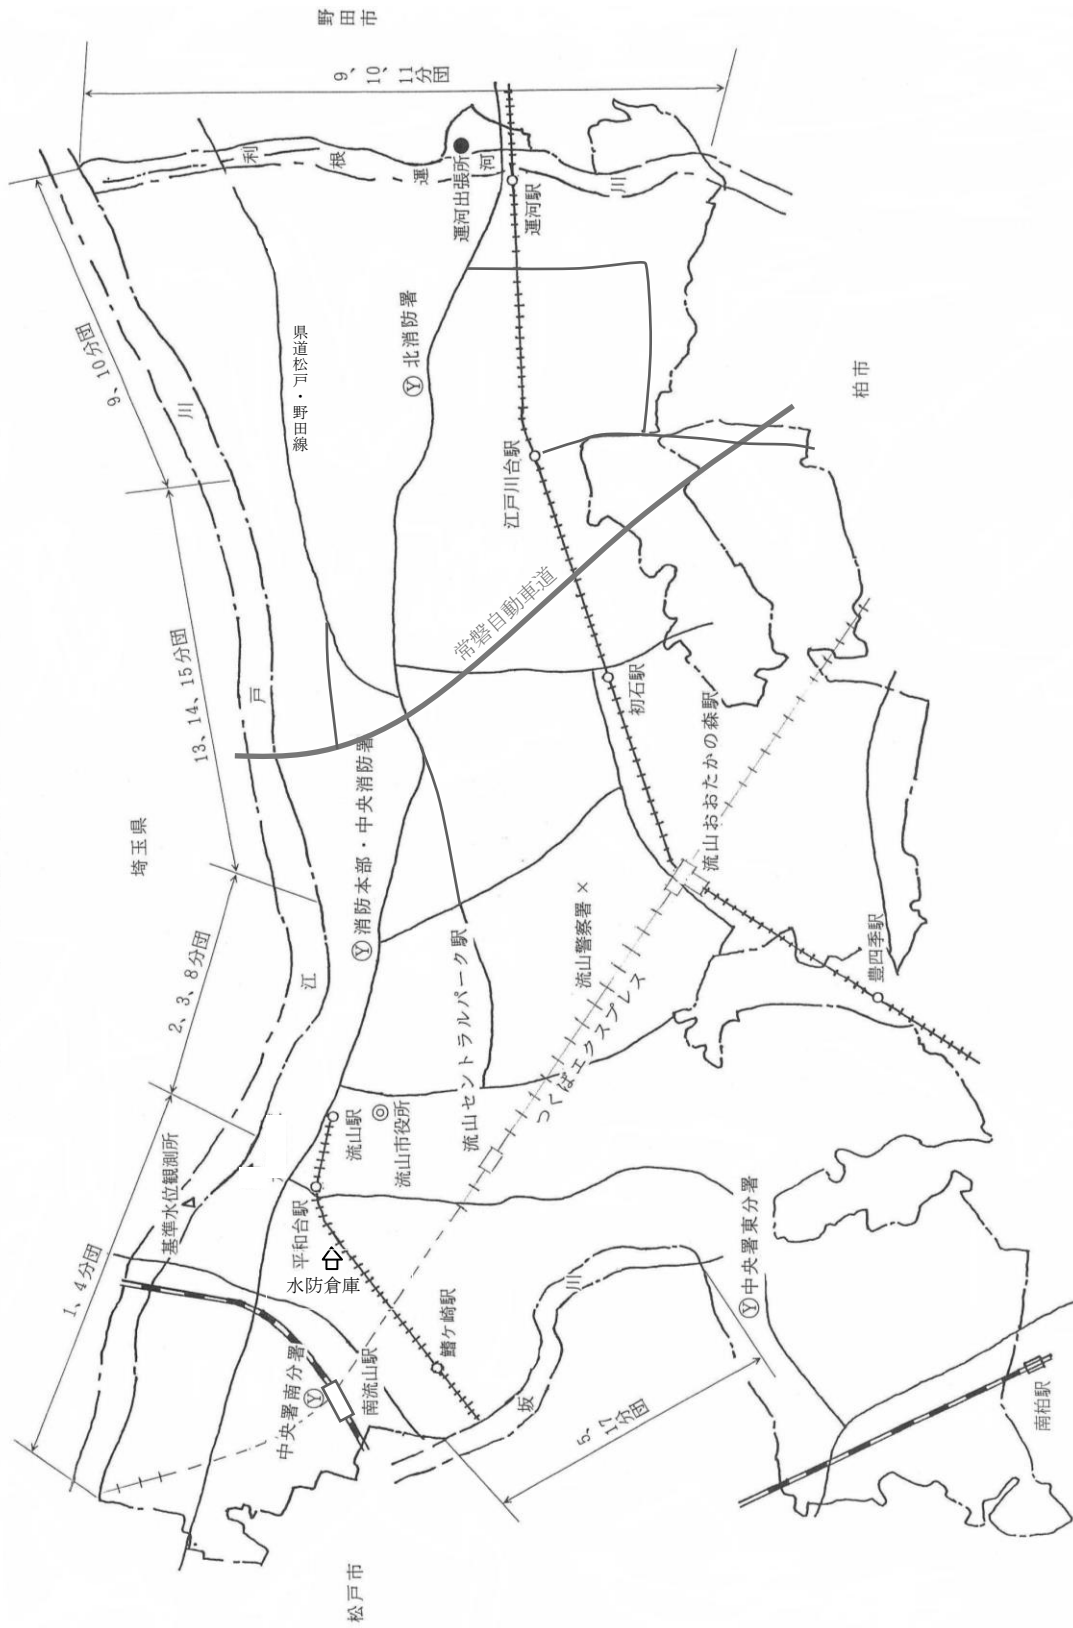 野田市
9、10、11分団
利根運河
運河出張所
運河駅
川
9、10分団
川
県道松戸・野田線
Ⓨ北消防署
柏市
江戸川台駅
常磐自動車道
13、14、15分団
戸
初石駅
流山おおたかの森駅
埼玉県
Ⓨ消防本部・中央消防署
2、3、8分団
江
流山警察署×
流山セントラルパーク駅
つくばエクスプレス
豊四季駅
基準水位観測所
流山駅
流山市役所
平和台駅
水防倉庫
1、4分団
Ⓨ中央署東分署
川
鰭ヶ崎駅
中央署南分署
Ⓨ
南流山駅
坂
5、17分団
南柏駅
松戸市